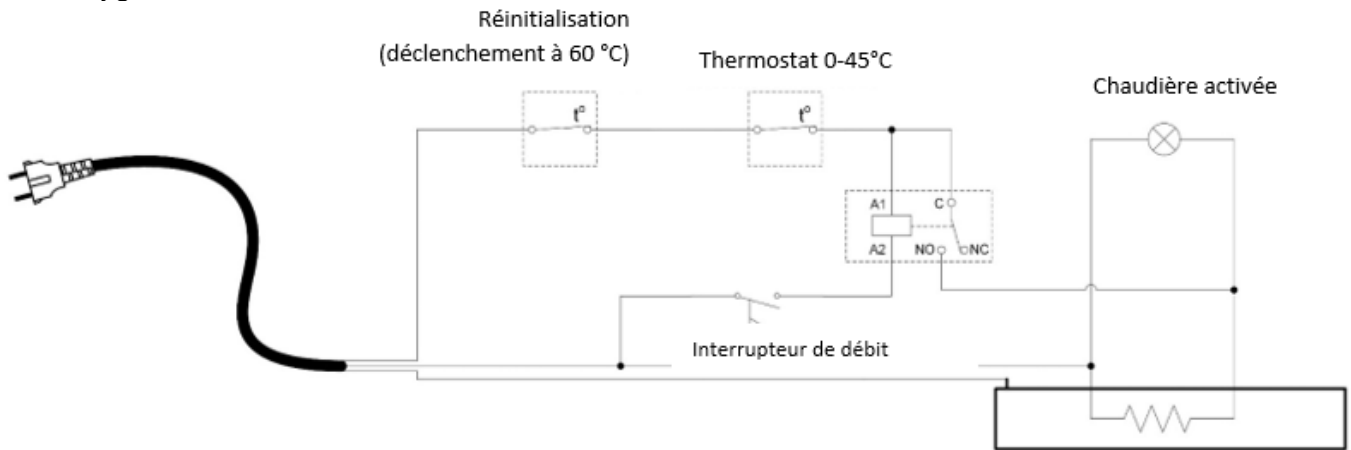 Réinitialisation
(déclenchement à 60 °C)
Thermostat 0-45°C
Chaudière activée
t°
t°
A1
C
A2
NO
NC
Interrupteur de débit